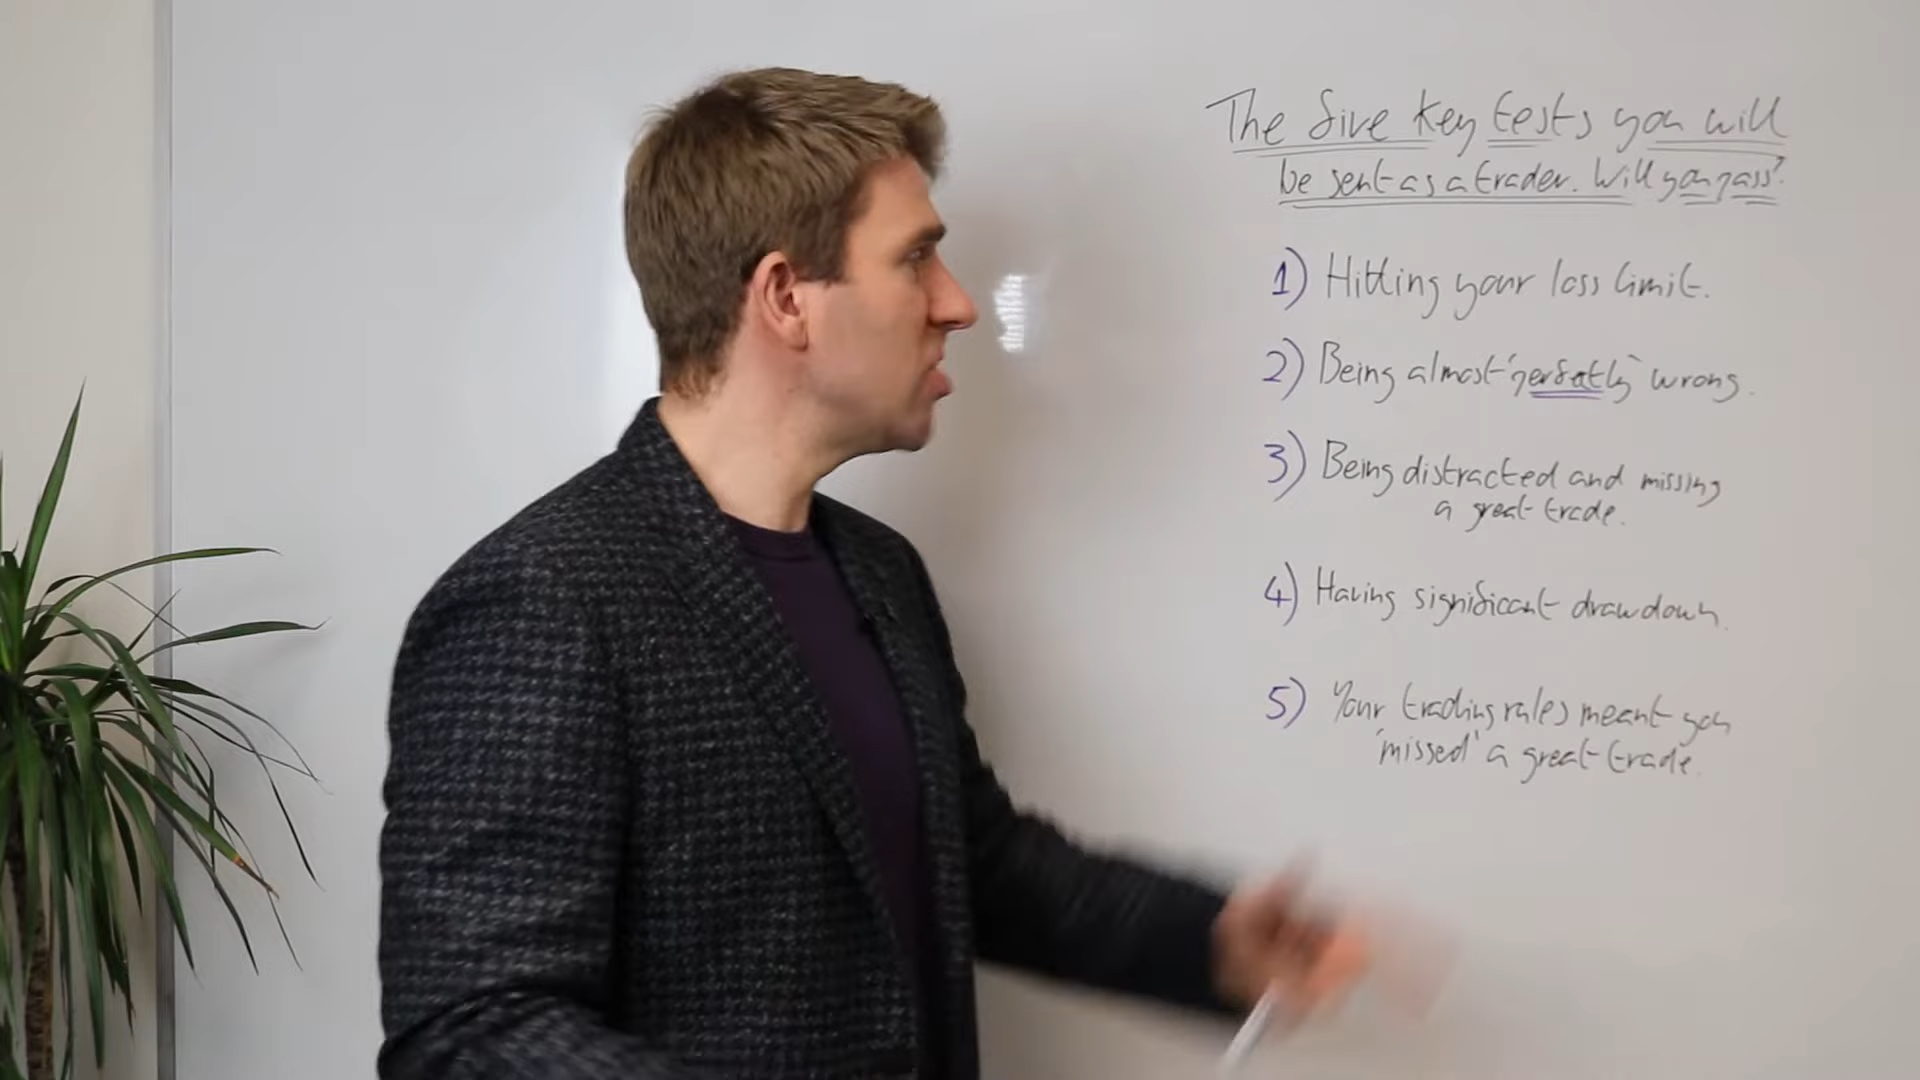 The five key tests you will
be sent as a trader. Will you pass?
1) Hitting your loss limit.
2) Being almost 'perfectly' wrong.
3) Being distracted and missing
a great trade.
4) Having significant drawdown.
5) Your trading rules meant you
'missed' a great trade.